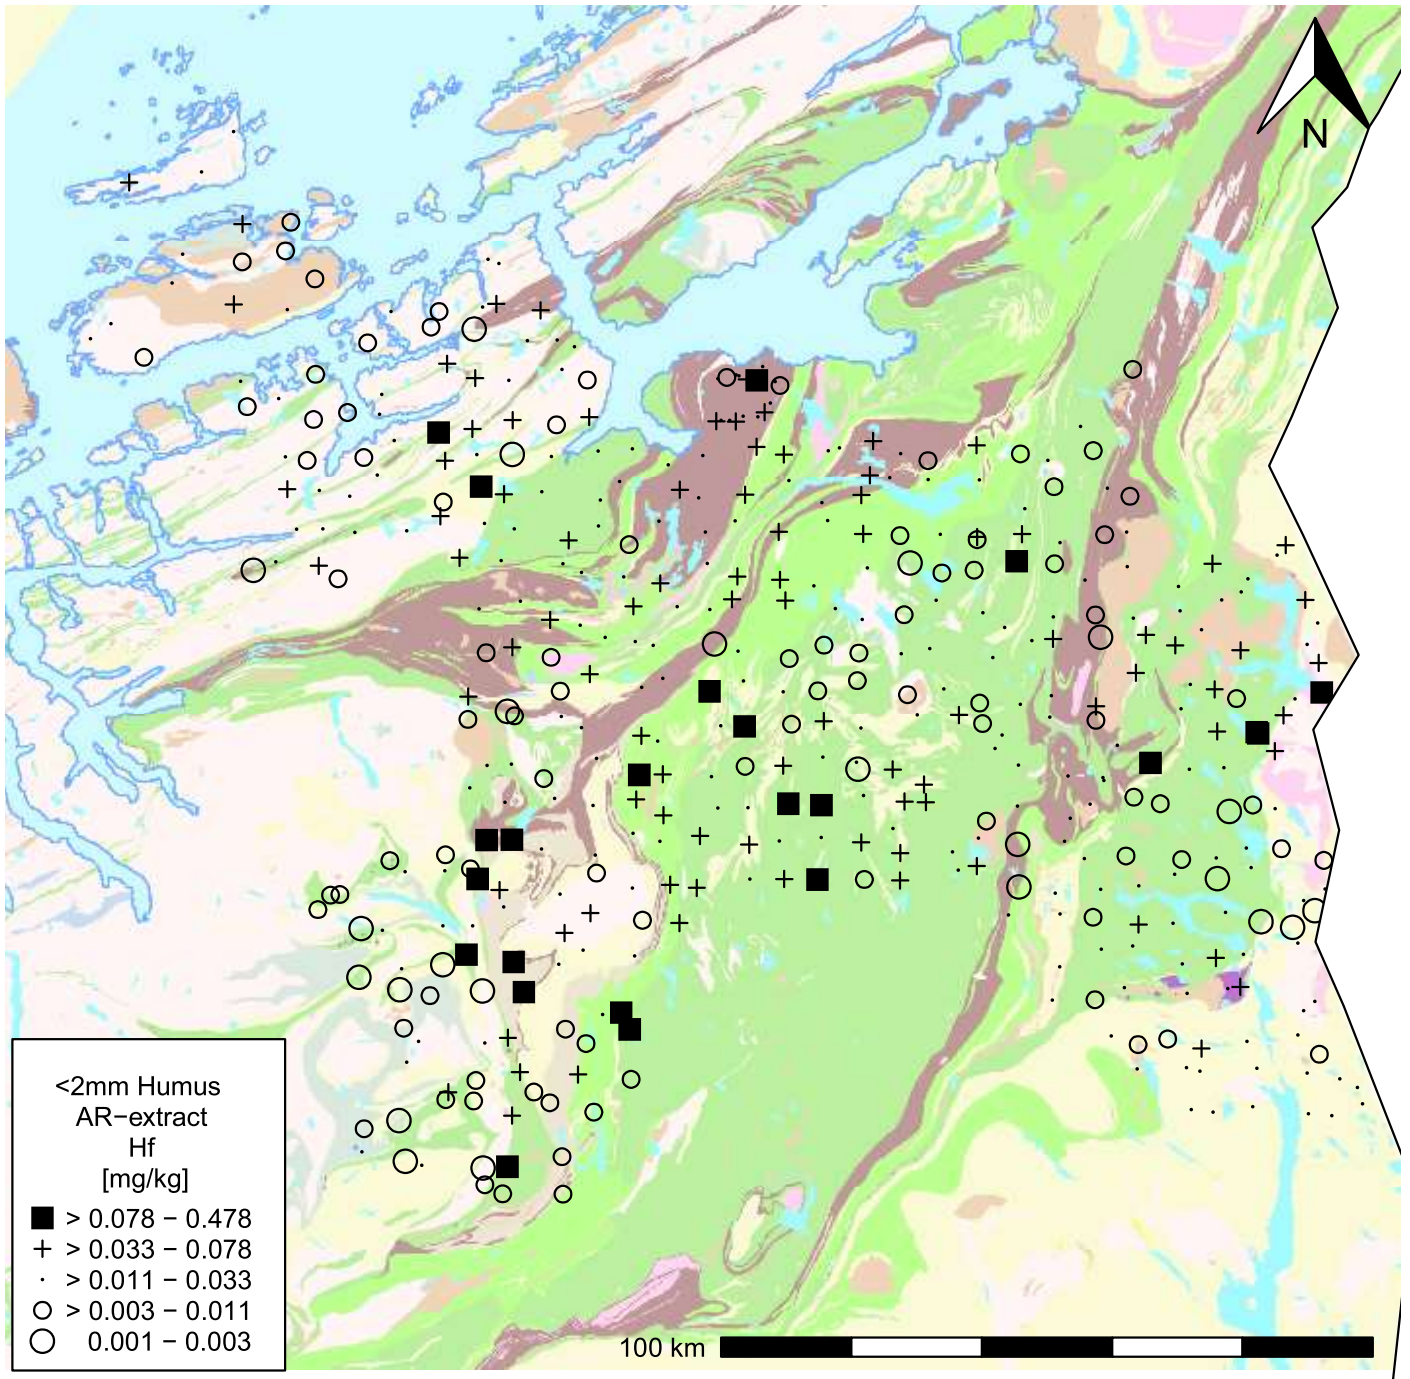 N
<2mm Humus
AR−extract
Hf
[mg/kg]
> 0.078 − 0.478
> 0.033 − 0.078
> 0.011 − 0.033
> 0.003 − 0.011
0.001 − 0.003
100 km